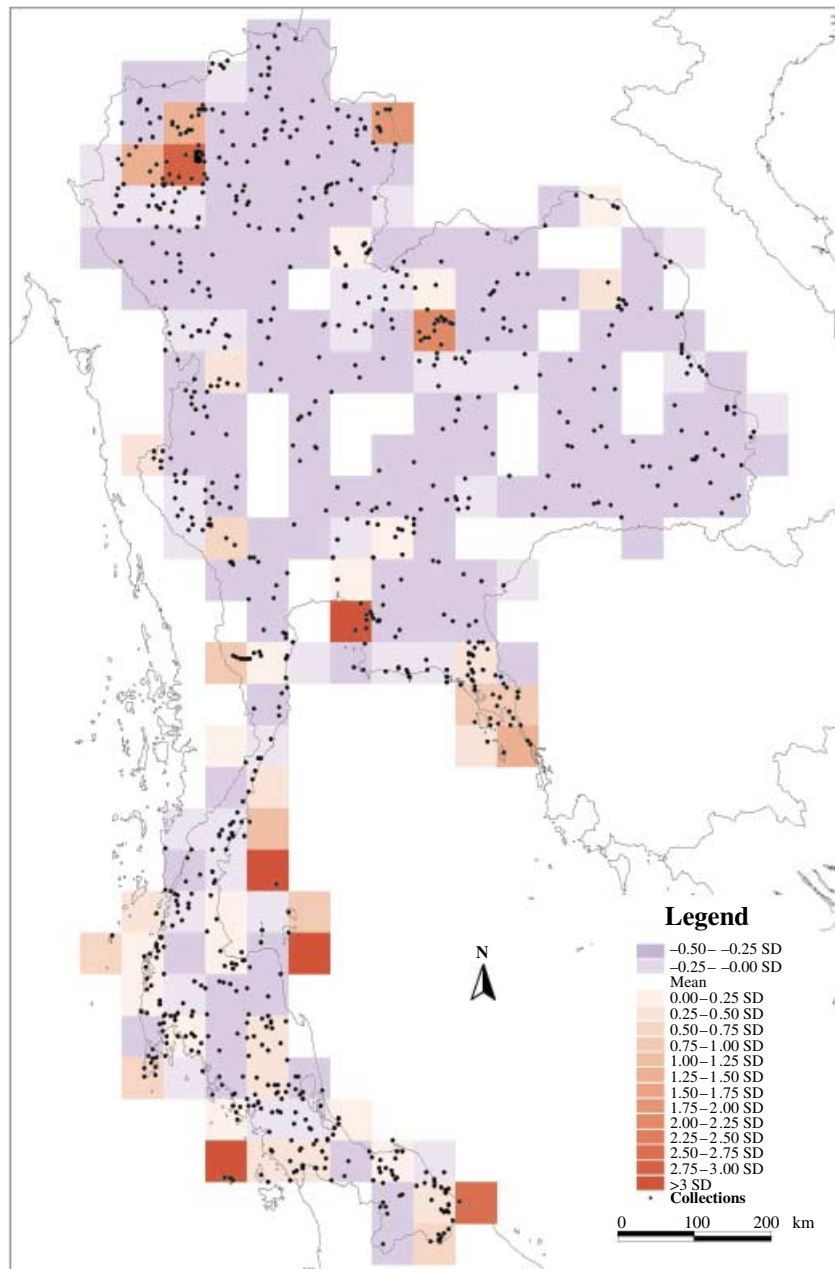 Legend
N
–0.50– –0.25 SD
–0.25– –0.00 SD
Mean
0.00–0.25 SD
0.25–0.50 SD
0.50–0.75 SD
0.75–1.00 SD
1.00–1.25 SD
1.25–1.50 SD
1.50–1.75 SD
1.75–2.00 SD
2.00–2.25 SD
2.25–2.50 SD
2.50–2.75 SD
2.75–3.00 SD
>3 SD
Collections
0 100 200 km